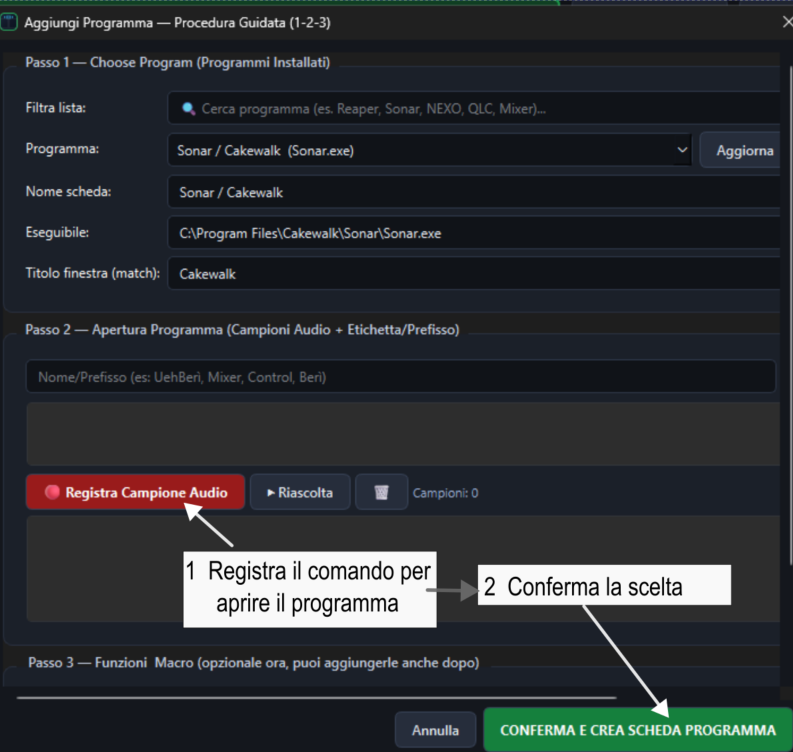 Aggiungi Programma — Procedura Guidata (1-2-3)
Passo 1 — Choose Program (Programmi Installati)
Filtra lista:
Cerca programma (es. Reaper, Sonar, NEXO, QLC, Mixer)...
Programma:
Sonar / Cakewalk (Sonar.exe)
Aggiorna
Nome scheda:
Sonar / Cakewalk
Eseguibile:
C:\Program Files\Cakewalk\Sonar\Sonar.exe
Titolo finestra (match):
Cakewalk
Passo 2 — Apertura Programma (Campioni Audio + Etichetta/Prefisso)
Nome/Prefisso (es: UehBerì, Mixer, Control, Berì)
Registra Campione Audio
Riascolta
Campioni: 0
1 Registra il comando per
aprire il programma
2 Conferma la scelta
Passo 3 — Funzioni Macro (opzionale ora, puoi aggiungerle anche dopo)
Annulla
CONFERMA E CREA SCHEDA PROGRAMMA